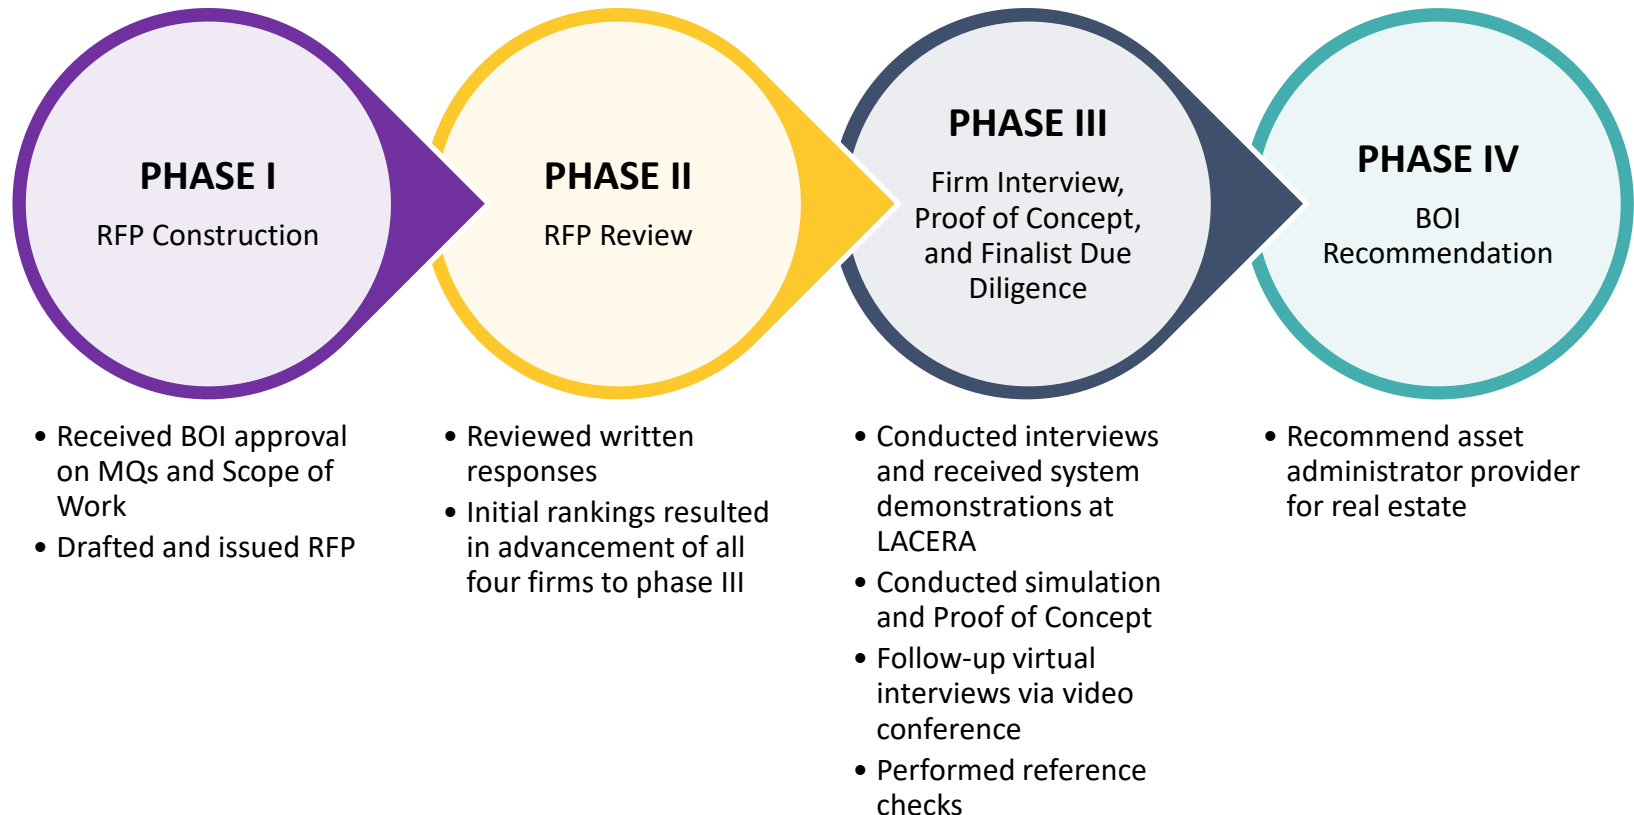 PHASE I
RFP Construction
• Received BOI approval
on MQs and Scope of
Work
• Drafted and issued RFP
PHASE II
RFP Review
• Reviewed written
responses
• Initial rankings resulted
in advancement of all
four firms to phase III
PHASE III
Firm Interview,
Proof of Concept,
and Finalist Due
Diligence
• Conducted interviews
and received system
demonstrations at
LACERA
• Conducted simulation
and Proof of Concept
• Follow-up virtual
interviews via video
conference
• Performed reference
checks
PHASE IV
BOI
Recommendation
• Recommend asset
administrator provider
for real estate